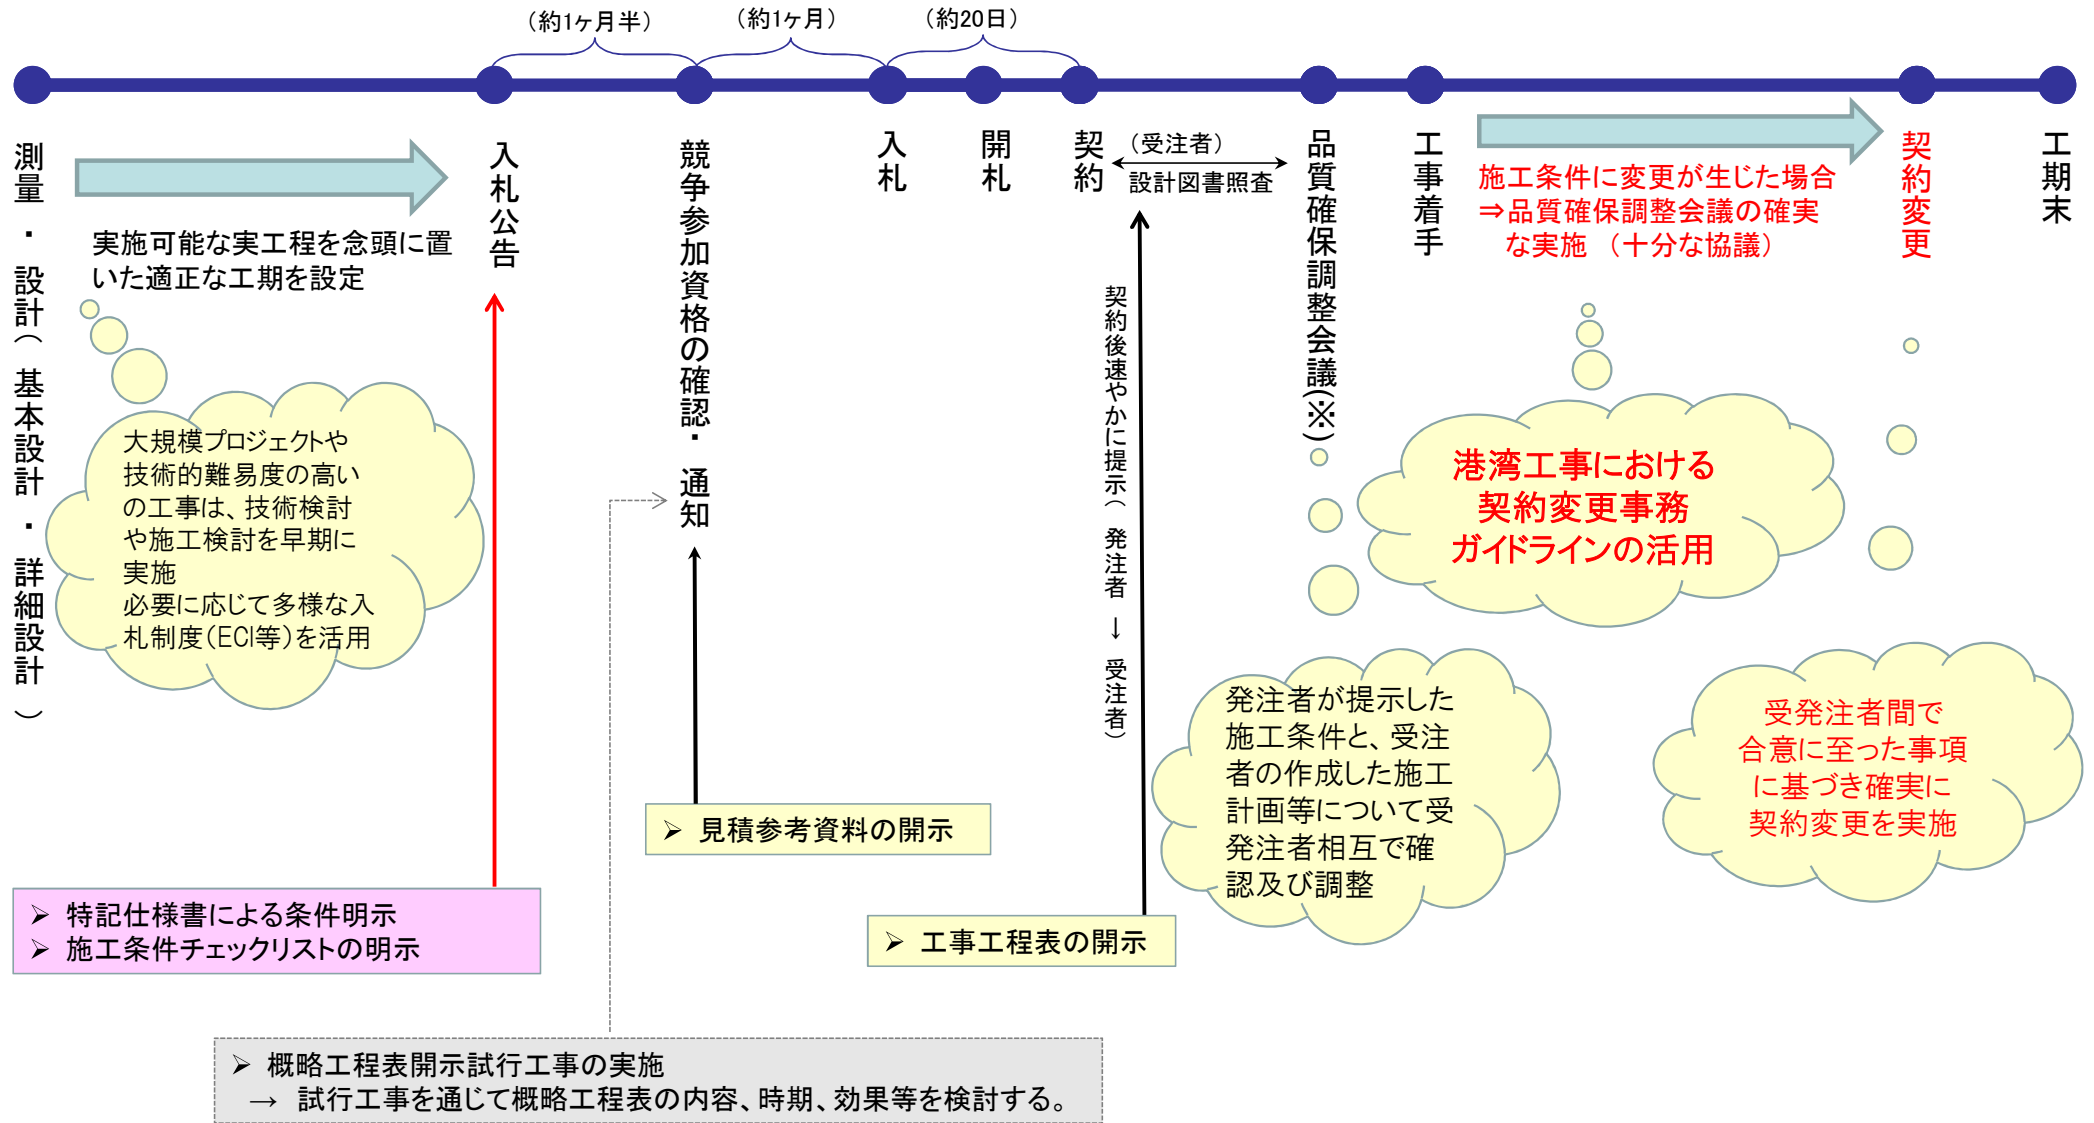 （約1ヶ月半）
（約1ヶ月）
（約20日）
測量・設計（基本設計・詳細設計）
入札公告
競争参加資格の確認・通知
入札
開札
契約
（受注者）
設計図書照査
品質確保調整会議(※)
工事着手
契約変更
工期末
実施可能な実工程を念頭に置
いた適正な工期を設定
施工条件に変更が生じた場合
⇒品質確保調整会議の確実
な実施 （十分な協議）
契約後速やかに提示（発注者→受注者）
大規模プロジェクトや
技術的難易度の高い
の工事は、技術検討
や施工検討を早期に
実施
必要に応じて多様な入
札制度（ECI等）を活用
港湾工事における
契約変更事務
ガイドラインの活用
発注者が提示した
施工条件と、受注
者の作成した施工
計画等について受
発注者相互で確
認及び調整
受発注者間で
合意に至った事項
に基づき確実に
契約変更を実施
➢ 見積参考資料の開示
➢ 特記仕様書による条件明示
➢ 施工条件チェックリストの明示
➢ 工事工程表の開示
➢ 概略工程表開示試行工事の実施
→ 試行工事を通じて概略工程表の内容、時期、効果等を検討する。